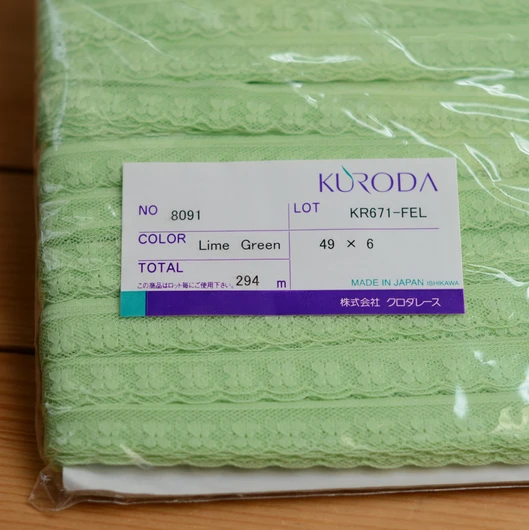 KURODA
NO 8091 LOT KR671-FEL
COLOR Lime Green 49 × 6
TOTAL 294 m
この商品はロット毎にご使用下さい。
MADE IN JAPAN ISHIKAWA
株式会社 クロダレース